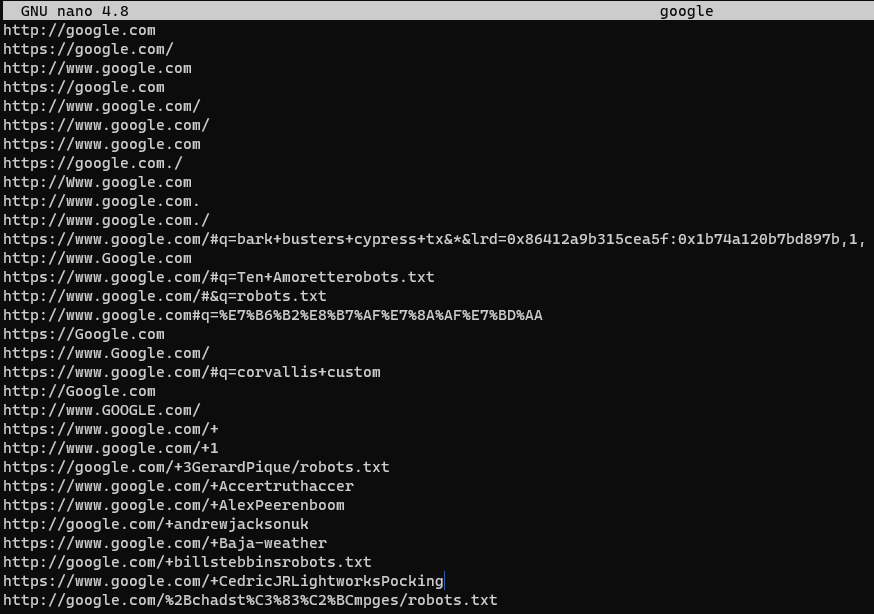 GNU nano 4.8 google
http://google.com
https://google.com/
http://www.google.com
https://google.com
http://www.google.com/
https://www.google.com/
https://www.google.com
https://google.com./
http://Www.google.com
http://www.google.com.
http://www.google.com./
https://www.google.com/#q=bark+busters+cypress+tx&*&lrd=0x86412a9b315cea5f:0x1b74a120b7bd897b,1,
http://www.Google.com
https://www.google.com/#q=Ten+Amoretterobots.txt
http://www.google.com/#&q=robots.txt
http://www.google.com#q=%E7%B6%B2%E8%B7%AF%E7%8A%AF%E7%BD%AA
https://Google.com
https://www.Google.com/
https://www.google.com/#q=corvallis+custom
http://Google.com
http://www.GOOGLE.com/
https://www.google.com/+
http://www.google.com/+1
https://google.com/+3GerardPique/robots.txt
https://www.google.com/+Accertruthaccer
https://www.google.com/+AlexPeerenboom
http://google.com/+andrewjacksonuk
https://www.google.com/+Baja-weather
http://google.com/+billstebbinsrobots.txt
https://www.google.com/+CedricJRLightworksPocking
http://google.com/%2Bchadst%C3%83%C2%BCmpges/robots.txt